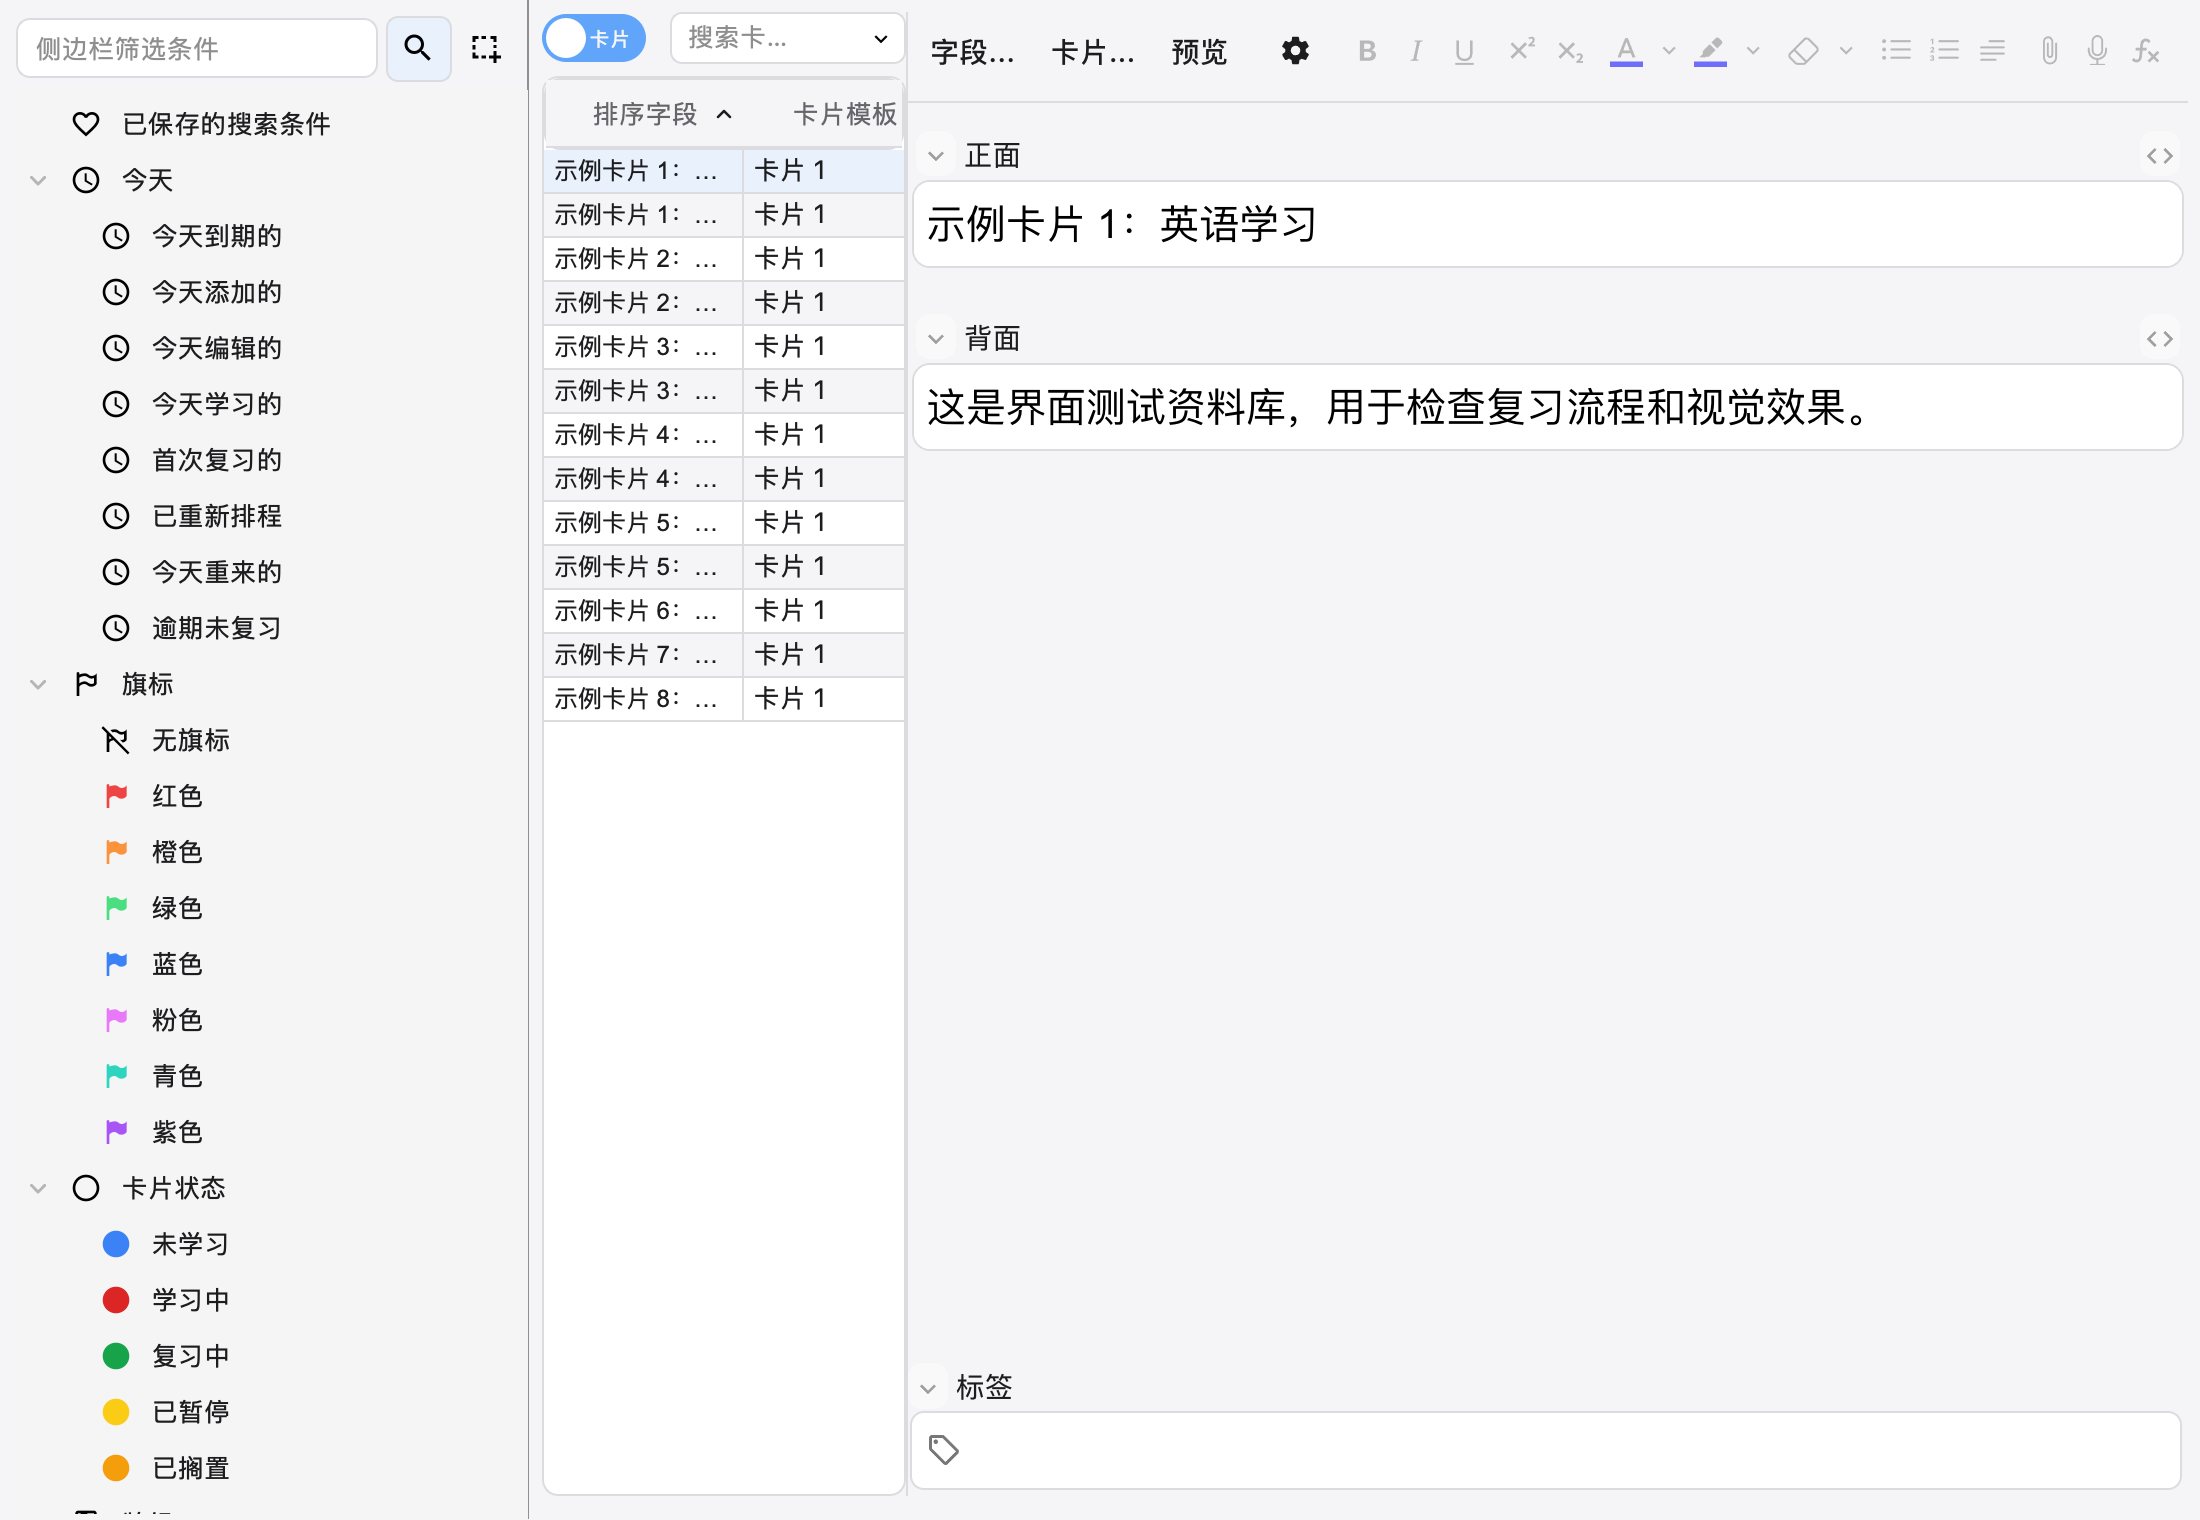 侧边栏筛选条件
已保存的搜索条件
今天
今天到期的
今天添加的
今天编辑的
今天学习的
首次复习的
已重新排程
今天重来的
逾期未复习
旗标
无旗标
红色
橙色
绿色
蓝色
粉色
青色
紫色
卡片状态
未学习
学习中
复习中
已暂停
已搁置
卡片 搜索卡...
排序字段 卡片模板
示例卡片 1：... 卡片 1
示例卡片 1：... 卡片 1
示例卡片 2：... 卡片 1
示例卡片 2：... 卡片 1
示例卡片 3：... 卡片 1
示例卡片 3：... 卡片 1
示例卡片 4：... 卡片 1
示例卡片 4：... 卡片 1
示例卡片 5：... 卡片 1
示例卡片 5：... 卡片 1
示例卡片 6：... 卡片 1
示例卡片 7：... 卡片 1
示例卡片 8：... 卡片 1
字段... 卡片... 预览
正面
示例卡片 1：英语学习
背面
这是界面测试资料库，用于检查复习流程和视觉效果。
标签